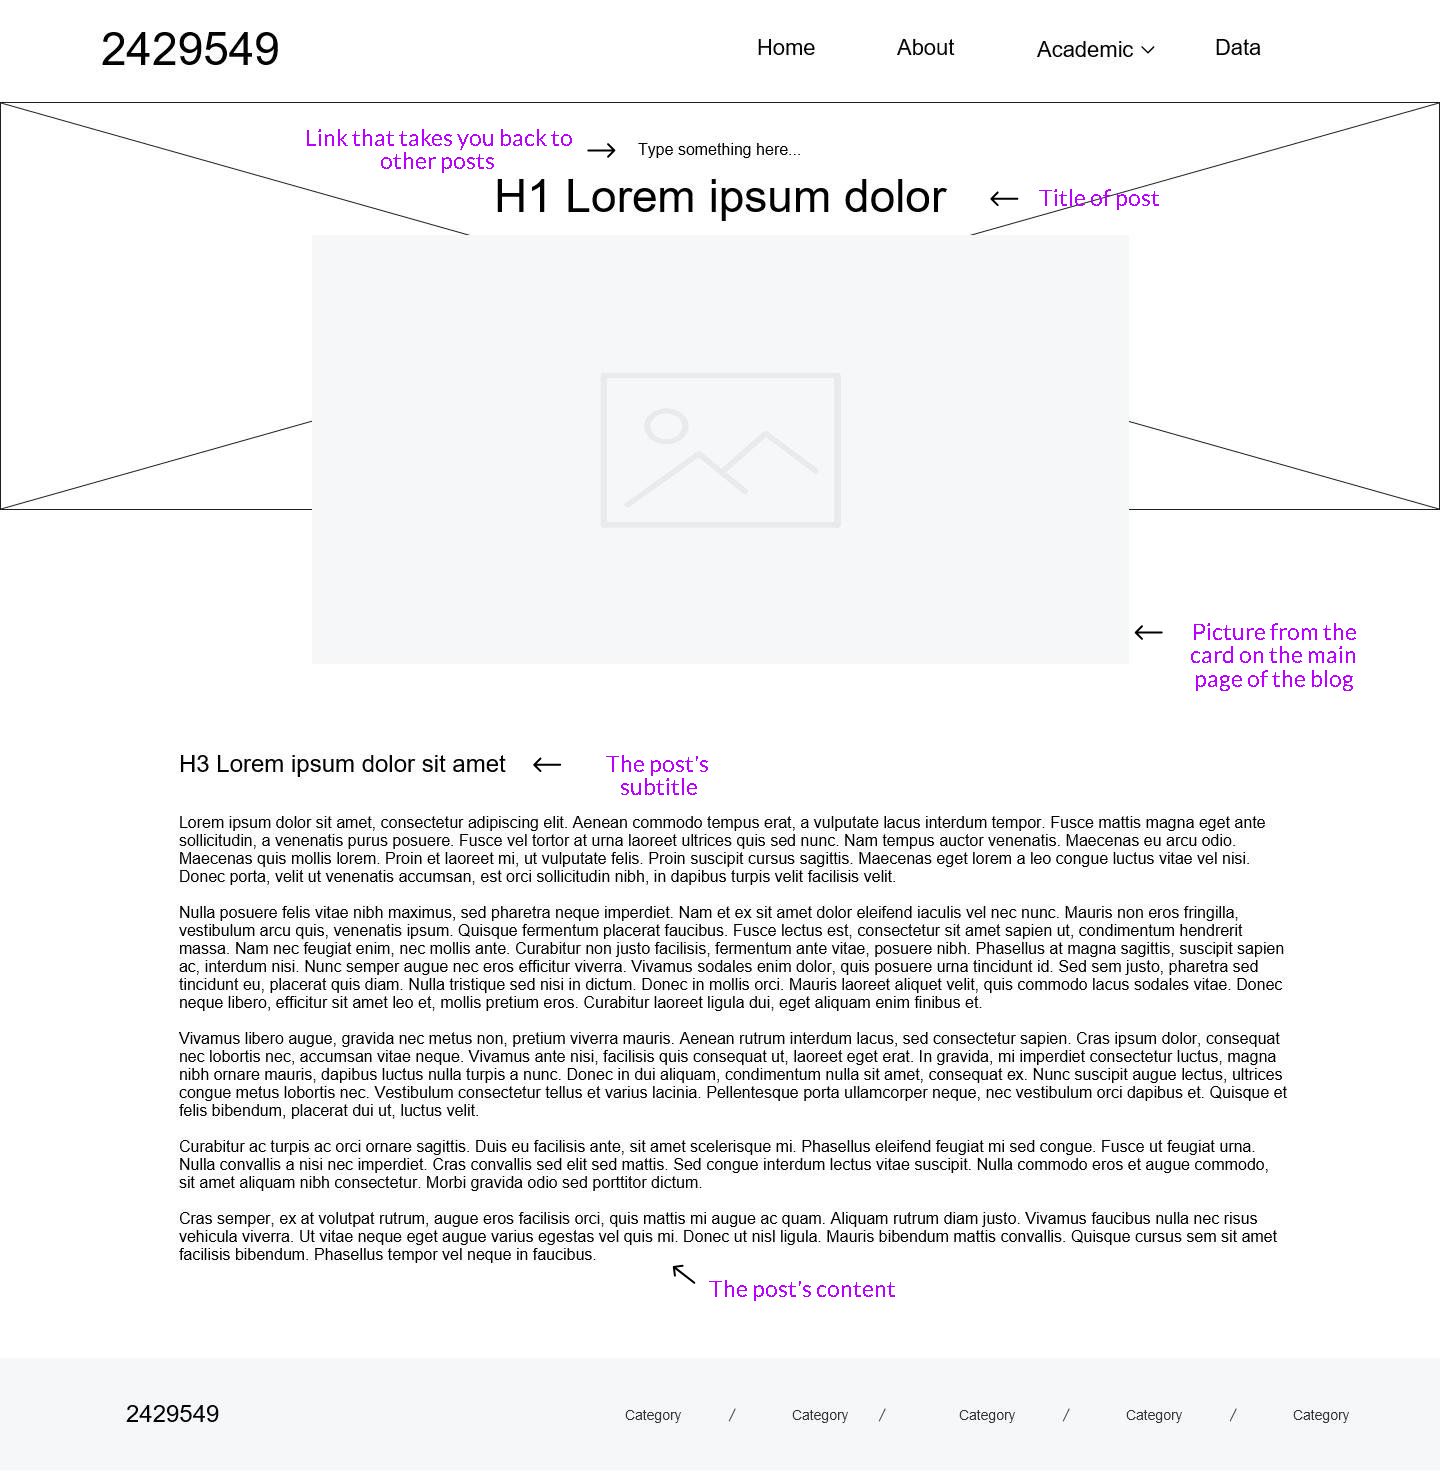 2429549
Home
About
Academic
Data
Link that takes you back to
other posts
Type something here...
H1 Lorem ipsum dolor
Title of post
Picture from the
card on the main
page of the blog
H3 Lorem ipsum dolor sit amet
The post's
subtitle
Lorem ipsum dolor sit amet, consectetur adipiscing elit. Aenean commodo tempus erat, a vulputate lacus interdum tempor. Fusce mattis magna eget ante
sollicitudin, a venenatis purus posuere. Fusce vel tortor at urna laoreet ultrices quis sed nunc. Nam tempus auctor venenatis. Maecenas eu arcu odio.
Maecenas quis mollis lorem. Proin et laoreet mi, ut vulputate felis. Proin suscipit cursus sagittis. Maecenas eget lorem a leo congue luctus vitae vel nisi.
Donec porta, velit ut venenatis accumsan, est orci sollicitudin nibh, in dapibus turpis velit facilisis velit.
Nulla posuere felis vitae nibh maximus, sed pharetra neque imperdiet. Nam et ex sit amet dolor eleifend iaculis vel nec nunc. Mauris non eros fringilla,
vestibulum arcu quis, venenatis ipsum. Quisque fermentum placerat faucibus. Fusce lectus est, consectetur sit amet sapien ut, condimentum hendrerit
massa. Nam nec feugiat enim, nec mollis ante. Curabitur non justo facilisis, fermentum ante vitae, posuere nibh. Phasellus at magna sagittis, suscipit sapien
ac, interdum nisi. Nunc semper augue nec eros efficitur viverra. Vivamus sodales enim dolor, quis posuere urna tincidunt id. Sed sem justo, pharetra sed
tincidunt eu, placerat quis diam. Nulla tristique sed nisi in dictum. Donec in mollis orci. Mauris laoreet aliquet velit, quis commodo lacus sodales vitae. Donec
neque libero, efficitur sit amet leo et, mollis pretium eros. Curabitur laoreet ligula dui, eget aliquam enim finibus et.
Vivamus libero augue, gravida nec metus non, pretium viverra mauris. Aenean rutrum interdum lacus, sed consectetur sapien. Cras ipsum dolor, consequat
nec lobortis nec, accumsan vitae neque. Vivamus ante nisi, facilisis quis consequat ut, laoreet eget erat. In gravida, mi imperdiet consectetur luctus, magna
nibh ornare mauris, dapibus luctus nulla turpis a nunc. Donec in dui aliquam, condimentum nulla sit amet, consequat ex. Nunc suscipit augue lectus, ultrices
congue metus lobortis nec. Vestibulum consectetur tellus et varius lacinia. Pellentesque porta ullamcorper neque, nec vestibulum orci dapibus et. Quisque et
felis bibendum, placerat dui ut, luctus velit.
Curabitur ac turpis ac orci ornare sagittis. Duis eu facilisis ante, sit amet scelerisque mi. Phasellus eleifend feugiat mi sed congue. Fusce ut feugiat urna.
Nulla convallis a nisi nec imperdiet. Cras convallis sed elit sed mattis. Sed congue interdum lectus vitae suscipit. Nulla commodo eros et augue commodo,
sit amet aliquam nibh consectetur. Morbi gravida odio sed porttitor dictum.
Cras semper, ex at volutpat rutrum, augue eros facilisis orci, quis mattis mi augue ac quam. Aliquam rutrum diam justo. Vivamus faucibus nulla nec risus
vehicula viverra. Ut vitae neque eget augue varius egestas vel quis mi. Donec ut nisl ligula. Mauris bibendum mattis convallis. Quisque cursus sem sit amet
facilisis bibendum. Phasellus tempor vel neque in faucibus.
The post's content
2429549
Category / Category / Category / Category / Category